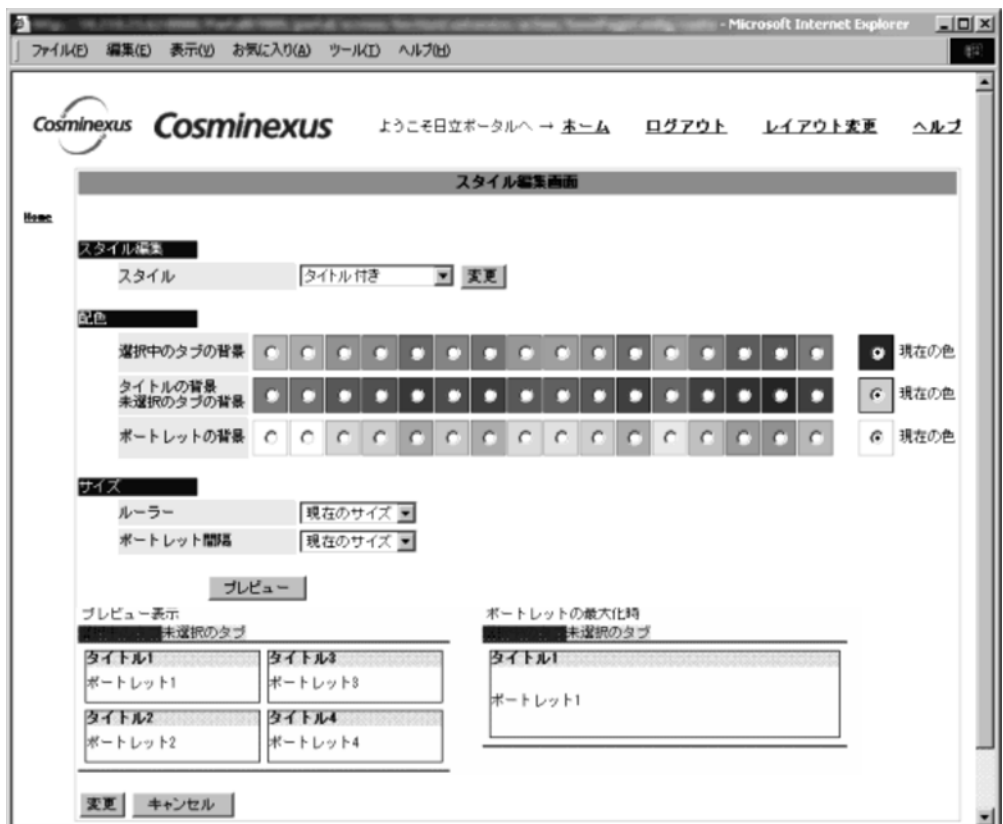 - Microsoft Internet Explorer
ファイル(F) 編集(E) 表示(V) お気に入り(A) ツール(T) ヘルプ(H)
Cosminexus Cosminexus ようこそ日立ポータルへ → ホーム ログアウト レイアウト変更 ヘルプ
スタイル編集画面
Home
スタイル編集
スタイル タイトル付き 変更
配色
選択中のタブの背景 現在の色
タイトルの背景
未選択のタブの背景 現在の色
ポートレットの背景 現在の色
サイズ
ルーラー 現在のサイズ
ポートレット間隔 現在のサイズ
プレビュー
プレビュー表示 ポートレットの最大化時
未選択のタブ 未選択のタブ
タイトル1 タイトル3 タイトル1
ポートレット1 ポートレット3
ポートレット1
タイトル2 タイトル4
ポートレット2 ポートレット4
変更 キャンセル